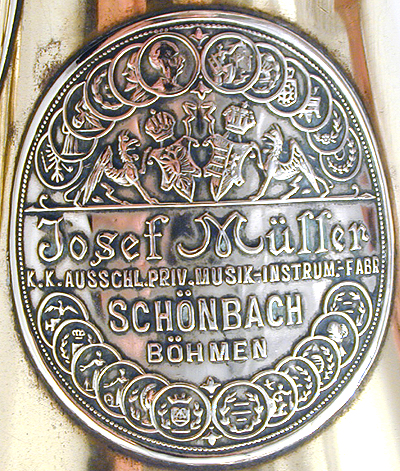 Josef Müller
K.K. AUSSCHL.PRIV. MUSIK-INSTRUM.-FABR
SCHÖNBACH
BÖHMEN